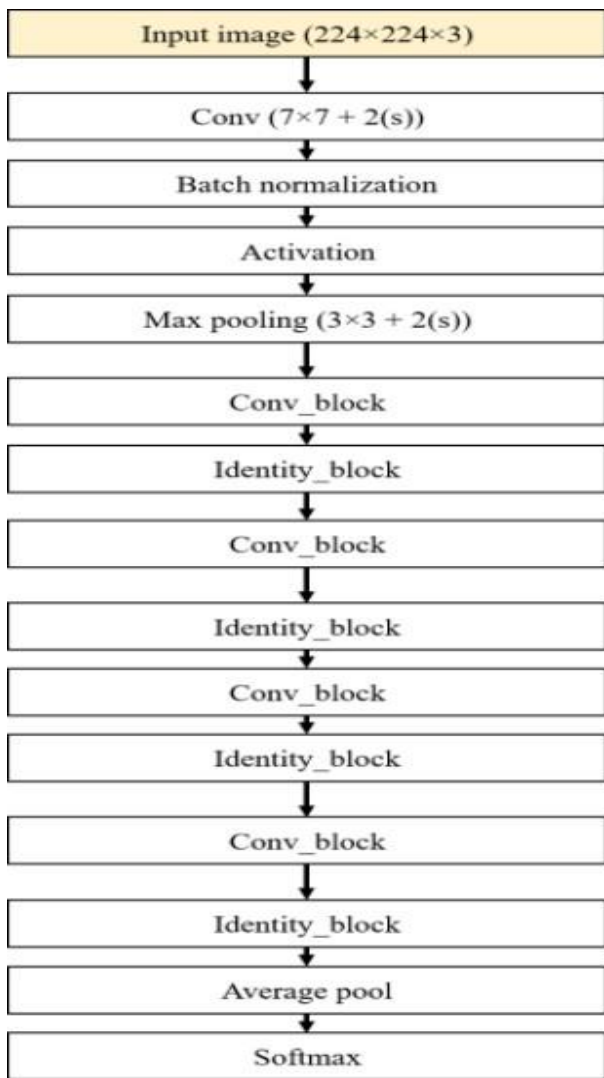 Input image (224×224×3)
Conv (7×7 + 2(s))
Batch normalization
Activation
Max pooling (3×3 + 2(s))
Conv_block
Identity_block
Conv_block
Identity_block
Conv_block
Identity_block
Conv_block
Identity_block
Average pool
Softmax